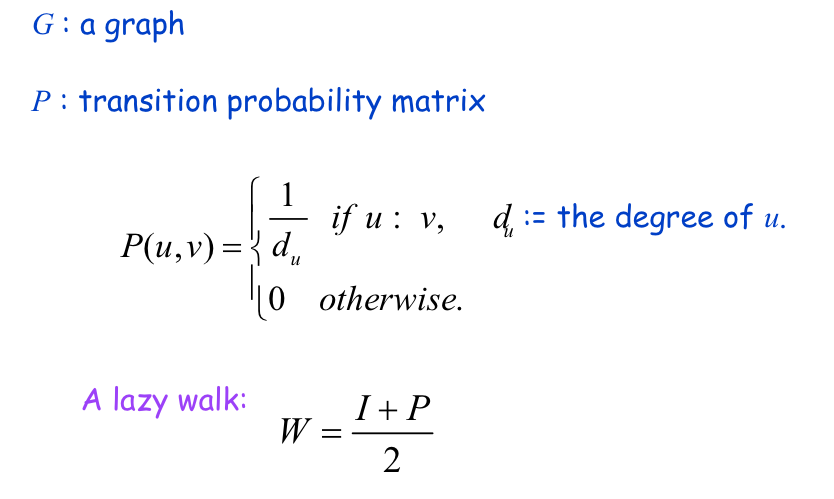 G : a graph
P : transition probability matrix
P(u,v) = { 1/d_u if u : v, d_u := the degree of u.
0 otherwise.
A lazy walk: W = (I + P)/2